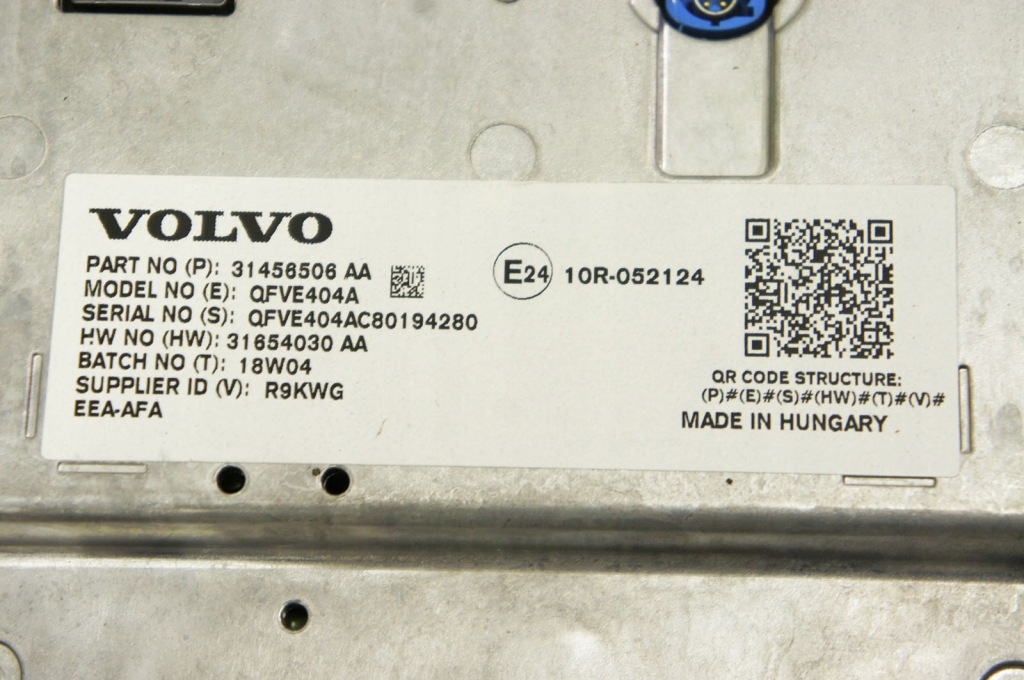 VOLVO
PART NO (P): 31456506 AA
MODEL NO (E): QFVE404A
SERIAL NO (S): QFVE404AC80194280
HW NO (HW): 31654030 AA
BATCH NO (T): 18W04
SUPPLIER ID (V): R9KWG
EEA-AFA
E24 10R-052124
QR CODE STRUCTURE:
(P)#(E)#(S)#(HW)#(T)#(V)#
MADE IN HUNGARY